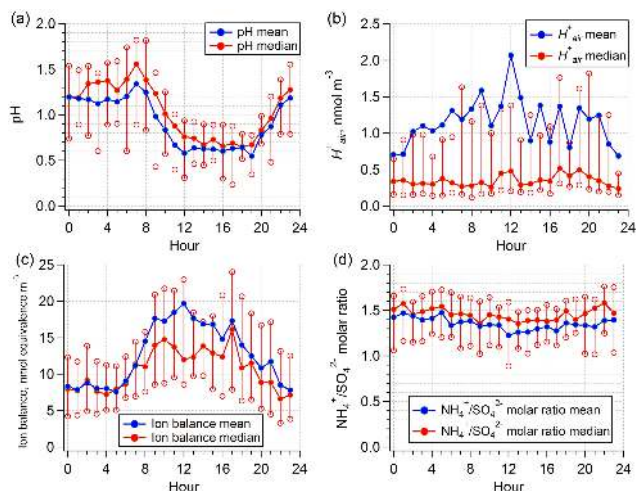 (a)
pH mean
pH median
2.0
1.5
1.0
0.5
0.0
pH
0 4 8 12 16 20 24
Hour
(b)
H⁺av mean
H⁺av median
2.5
2.0
1.5
1.0
0.5
0.0
H⁺av, nmol m⁻³
0 4 8 12 16 20 24
Hour
(c)
25
20
15
10
5
0
Ion balance, nmol equivalence m⁻³
Ion balance mean
Ion balance median
0 4 8 12 16 20 24
Hour
(d)
2.0
1.5
1.0
0.5
0.0
NH₄⁺/SO₄²⁻ molar ratio
NH₄⁺/SO₄²⁻ molar ratio mean
NH₄⁺/SO₄²⁻ molar ratio median
0 4 8 12 16 20 24
Hour